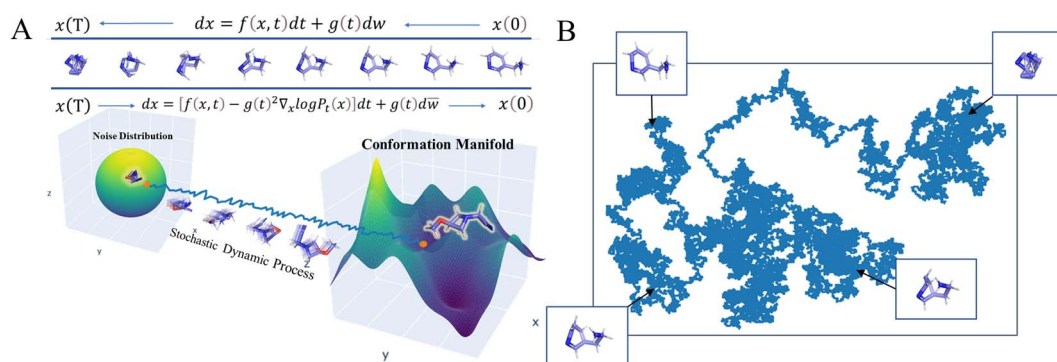 A
x(T) dx = f(x,t)dt + g(t)dw x(0)
x(T) dx = [f(x,t) − g(t)²∇ₓlogPₜ(x)]dt + g(t)dw̅ x(0)
Noise Distribution
Conformation Manifold
z
x
y
Stochastic Dynamic Process
z
x
y
B